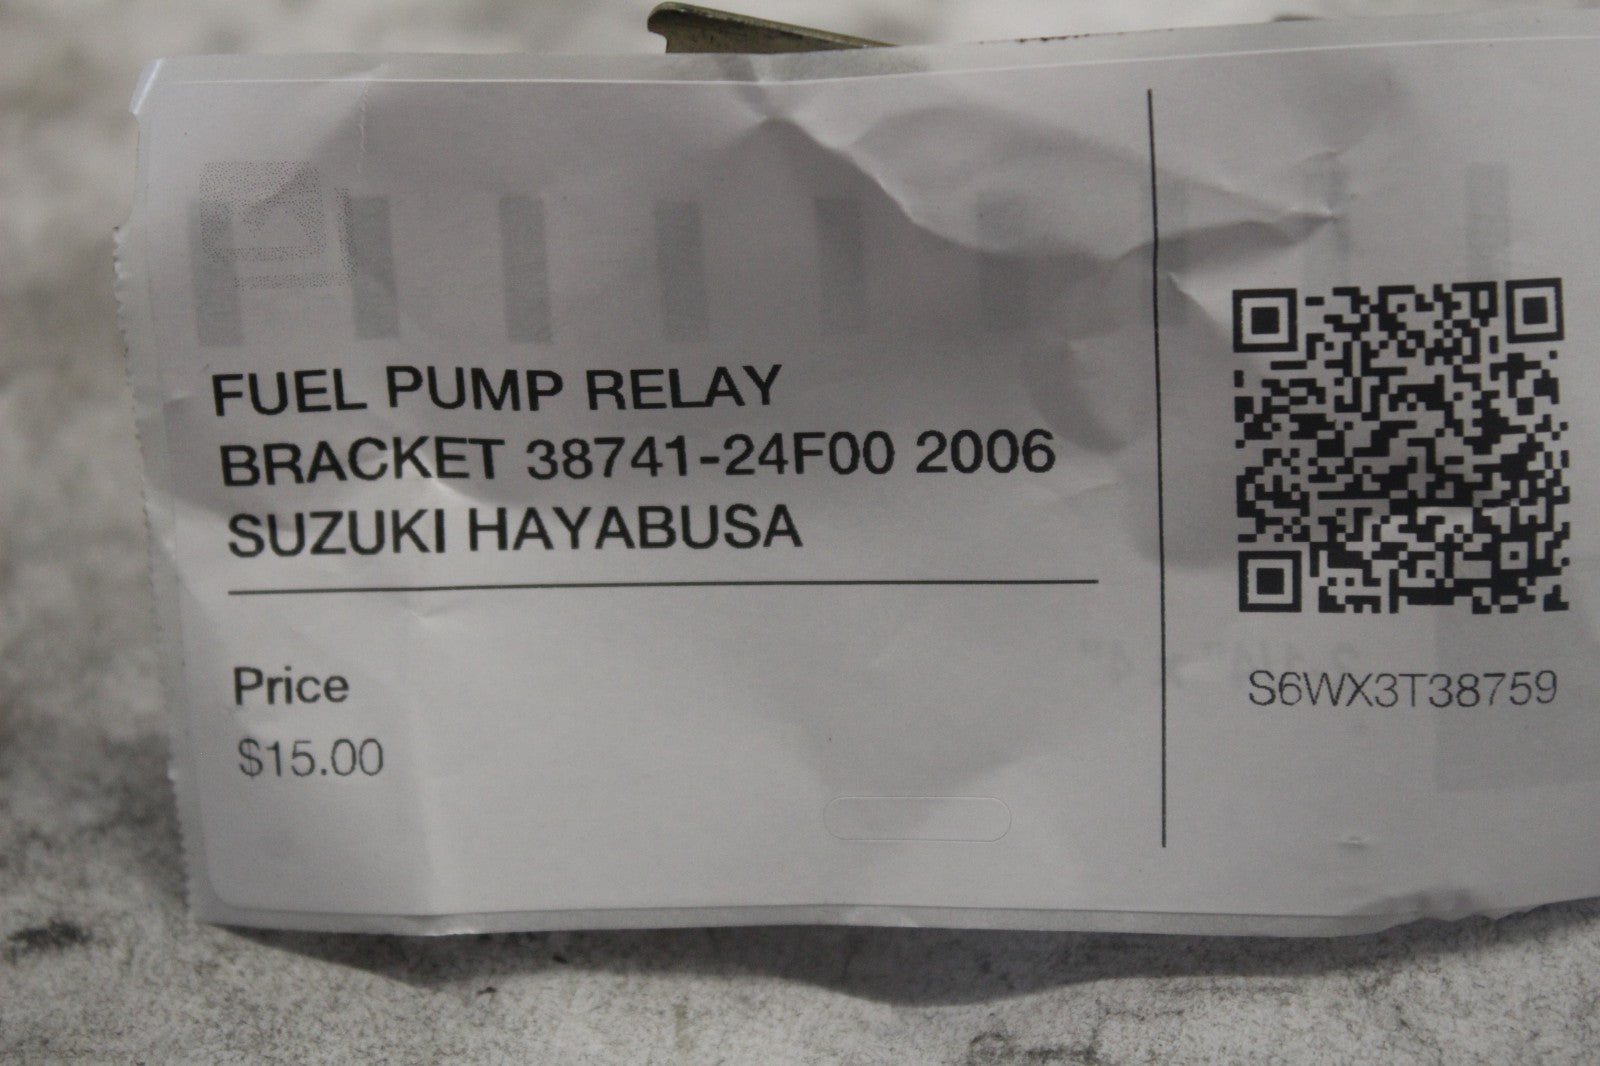 FUEL PUMP RELAY
BRACKET 38741-24F00 2006
SUZUKI HAYABUSA
Price
$15.00
S6WX3T38759